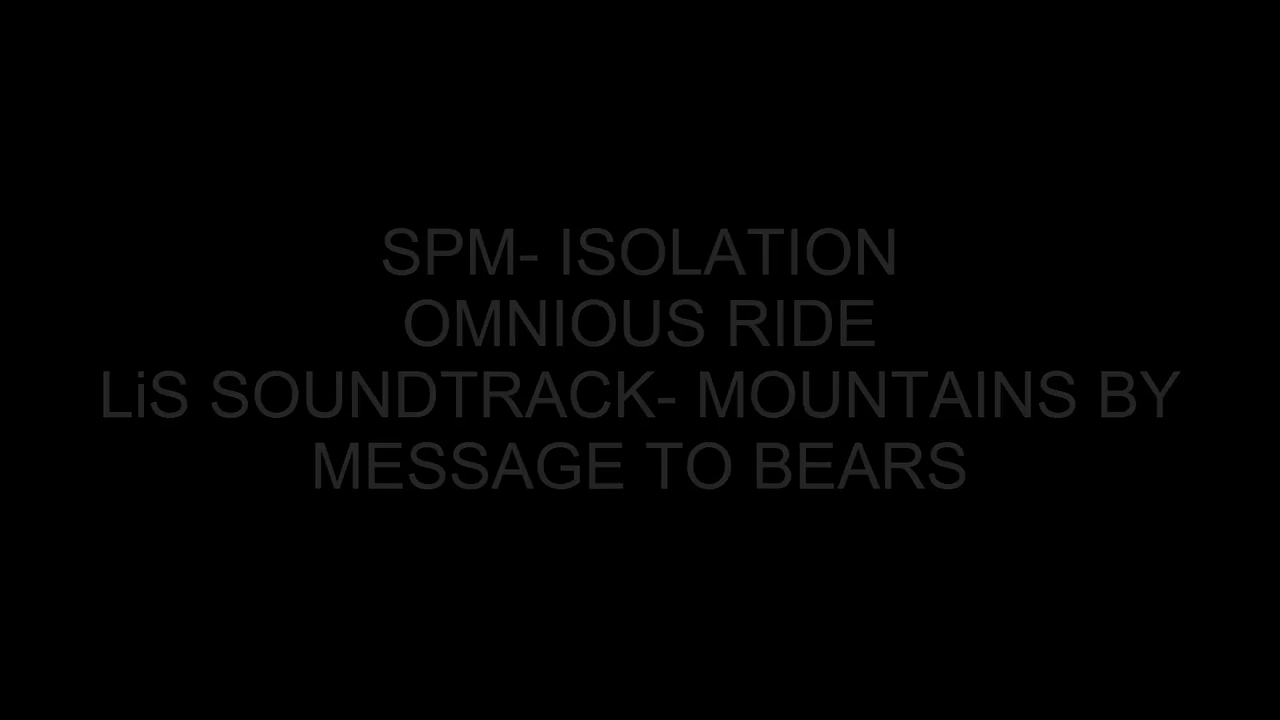 SPM- ISOLATION
OMNIOUS RIDE
LiS SOUNDTRACK- MOUNTAINS BY
MESSAGE TO BEARS